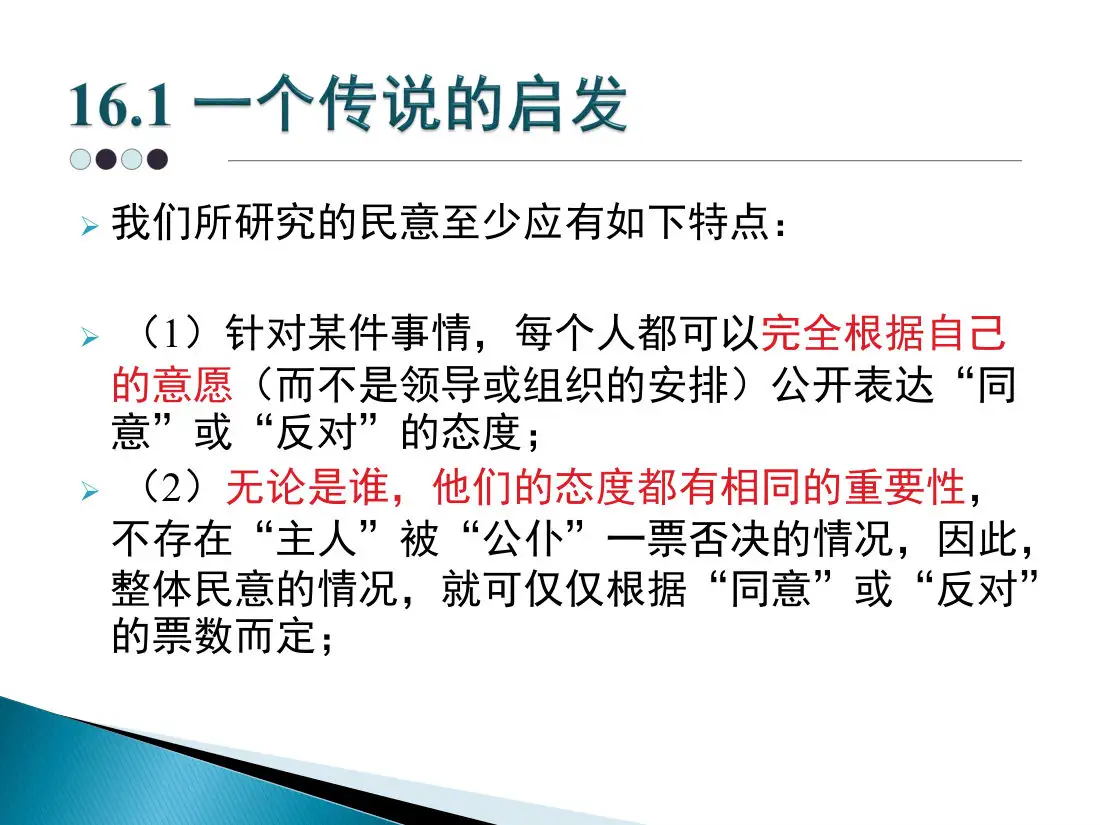 16.1 一个传说的启发
我们所研究的民意至少应有如下特点：
（1）针对某件事情，每个人都可以完全根据自己
的意愿（而不是领导或组织的安排）公开表达“同
意”或“反对”的态度；
（2）无论是谁，他们的态度都有相同的重要性，
不存在“主人”被“公仆”一票否决的情况，因此，
整体民意的情况，就可仅仅根据“同意”或“反对”
的票数而定；